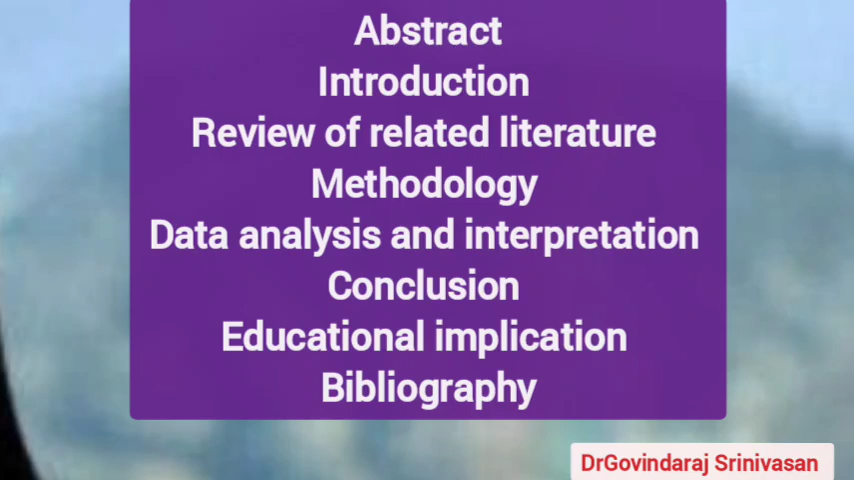 Abstract
Introduction
Review of related literature
Methodology
Data analysis and interpretation
Conclusion
Educational implication
Bibliography
DrGovindaraj Srinivasan